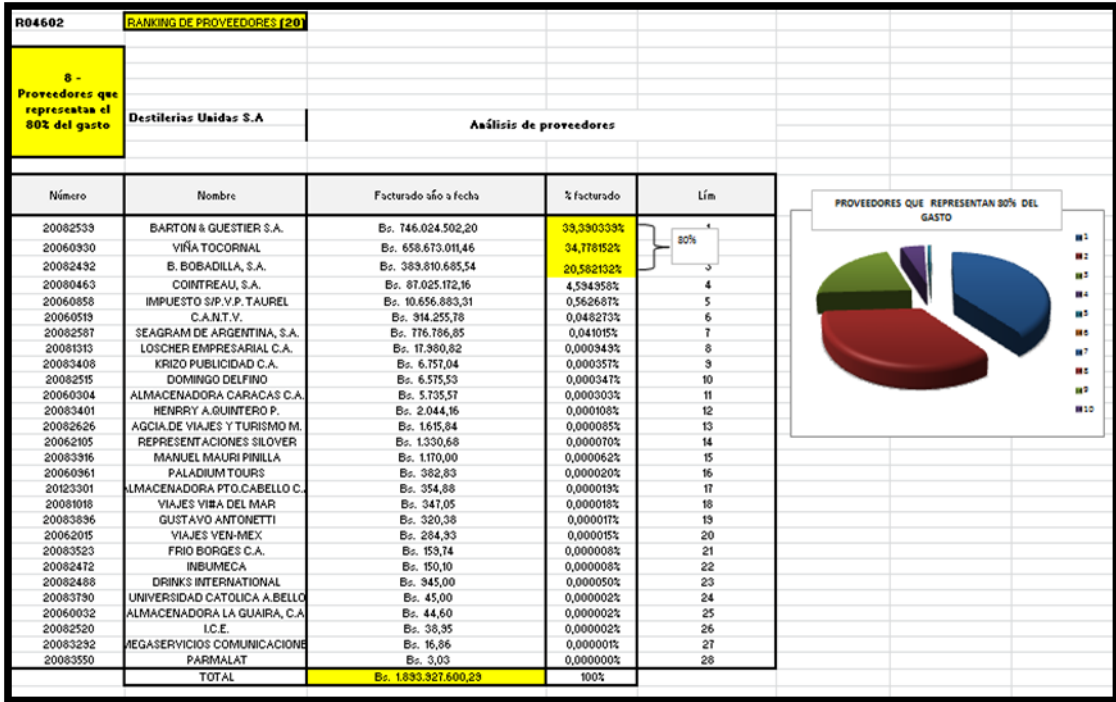 R04602 RANKING DE PROVEEDORES (20)
8 -
Proveedores que
representan el
80% del gasto
Destilerias Unidas S.A
Análisis de proveedores
Número Nombre Facturado año a fecha % facturado Lím
20082539 BARTON & GUESTIER S.A. Bs. 746.024.502,20 39,390339%
20060930 VIÑA TOCORNAL Bs. 658.673.011,46 34,778152%
20082492 B. BOBADILLA, S.A. Bs. 389.810.685,54 20,582132% 3
80%
20080463 COINTREAU, S.A. Bs. 87.025.172,16 4,594958% 4
20060858 IMPUESTO S/P.V.P. TAUREL Bs. 10.656.883,31 0,562687% 5
20060519 C.A.N.T.V. Bs. 914.255,78 0,048273% 6
20082587 SEAGRAM DE ARGENTINA, S.A. Bs. 776.786,85 0,041015% 7
20081313 LOSCHER EMPRESARIAL C.A. Bs. 17.980,82 0,000949% 8
20083408 KRIZO PUBLICIDAD C.A. Bs. 6.757,04 0,000357% 9
20082515 DOMINGO DELFINO Bs. 6.575,53 0,000347% 10
20060304 ALMACENADORA CARACAS C.A. Bs. 5.735,57 0,000303% 11
20083401 HENRRY A.QUINTERO P. Bs. 2.044,16 0,000108% 12
20082626 AGCIA.DE VIAJES Y TURISMO M. Bs. 1.615,84 0,000085% 13
20062105 REPRESENTACIONES SILOVER Bs. 1.330,68 0,000070% 14
20083916 MANUEL MAURI PINILLA Bs. 1.170,00 0,000062% 15
20060961 PALADIUM TOURS Bs. 382,83 0,000020% 16
20123301 LMACENADORA PTO.CABELLO C. Bs. 354,88 0,000019% 17
20081018 VIAJES VI#A DEL MAR Bs. 347,05 0,000018% 18
20083896 GUSTAVO ANTONETTI Bs. 320,38 0,000017% 19
20062015 VIAJES VEN-MEX Bs. 284,93 0,000015% 20
20083523 FRIO BORGES C.A. Bs. 159,74 0,000008% 21
20082472 INBUMECA Bs. 150,10 0,000008% 22
20082488 DRINKS INTERNATIONAL Bs. 945,00 0,000050% 23
20083790 UNIVERSIDAD CATOLICA A.BELLO Bs. 45,00 0,000002% 24
20060032 ALMACENADORA LA GUAIRA, C.A Bs. 44,60 0,000002% 25
20082520 I.C.E. Bs. 38,95 0,000002% 26
20083292 MEGASERVICIOS COMUNICACIONE Bs. 16,86 0,000001% 27
20083550 PARMALAT Bs. 3,03 0,000000% 28
TOTAL Bs. 1.893.927.600,29 100%
PROVEEDORES QUE REPRESENTAN 80% DEL
GASTO
1
2
3
4
5
6
7
8
9
10